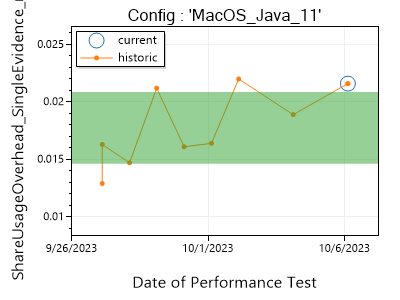 Config : 'MacOS_Java_11'
current
historic
0.025
0.02
0.015
0.01
9/26/2023
10/1/2023
10/6/2023
Date of Performance Test
ShareUsageOverhead_SingleEvidence_